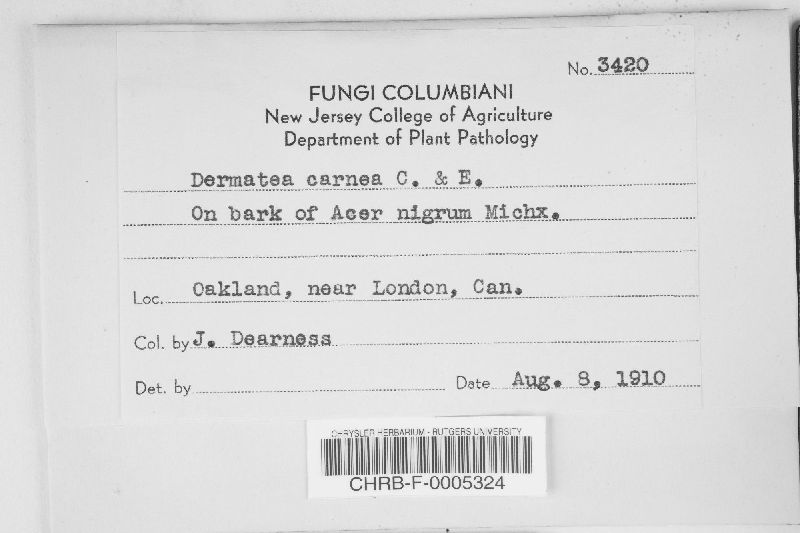 No. 3420
FUNGI COLUMBIANI
New Jersey College of Agriculture
Department of Plant Pathology
Dermatea carnea C. & E.
On bark of Acer nigrum Michx.
Loc. Oakland, near London, Can.
Col. by J. Dearness
Det. by Date Aug. 8, 1910
CHRYSLER HERBARIUM - RUTGERS UNIVERSITY
CHRB-F-0005324